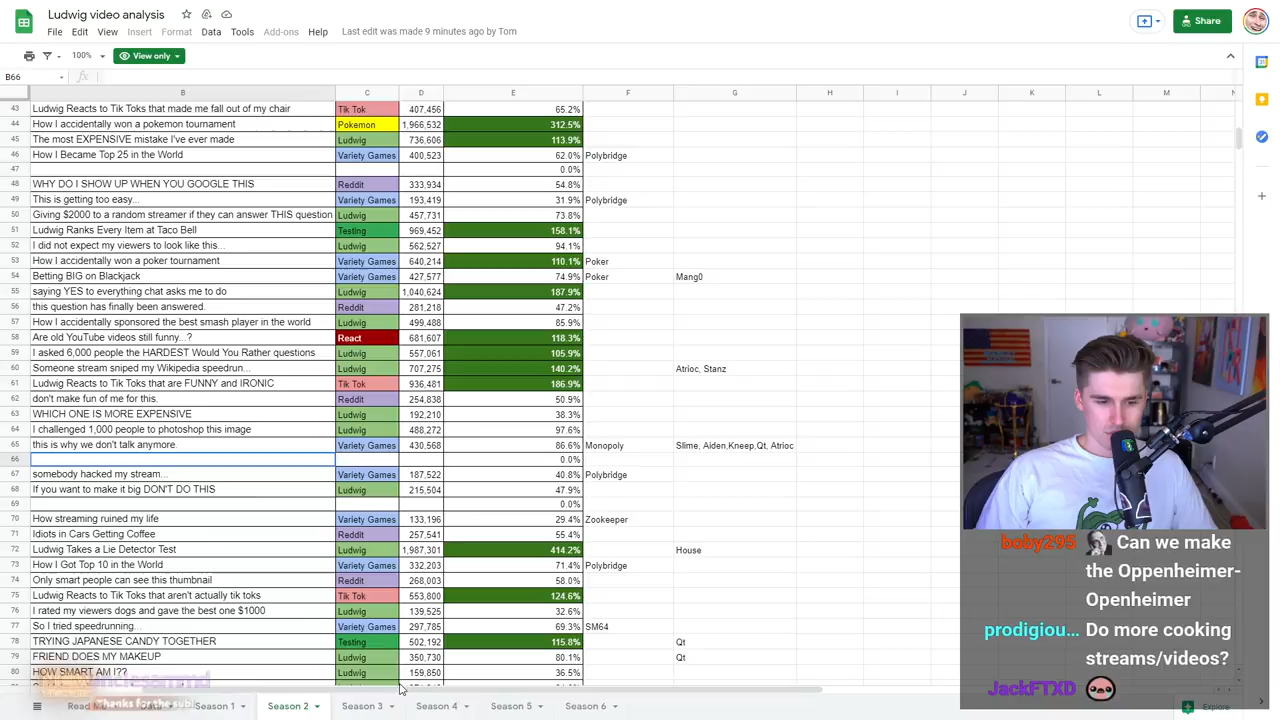 Ludwig video analysis
File Edit View Insert Format Data Tools Add-ons Help Last edit was made 9 minutes ago by Tom
Share
100% View only
B66 fx
B C D E F G H I J K L M N
43 Ludwig Reacts to Tik Toks that made me fall out of my chair Tik Tok 407,456 65.2%
44 How I accidentally won a pokemon tournament Pokemon 1,966,532 312.5%
45 The most EXPENSIVE mistake I've ever made Ludwig 736,606 113.9%
46 How I Became Top 25 in the World Variety Games 400,523 62.0% Polybridge
47 0.0%
48 WHY DO I SHOW UP WHEN YOU GOOGLE THIS Reddit 333,934 54.8%
49 This is getting too easy... Variety Games 193,419 31.9% Polybridge
50 Giving $2000 to a random streamer if they can answer THIS question Ludwig 457,731 73.8%
51 Ludwig Ranks Every Item at Taco Bell Testing 969,452 158.1%
52 I did not expect my viewers to look like this... Ludwig 562,527 94.1%
53 How I accidentally won a poker tournament Variety Games 640,214 110.1% Poker
54 Betting BIG on Blackjack Variety Games 427,577 74.9% Poker Mang0
55 saying YES to everything chat asks me to do Ludwig 1,040,624 187.9%
56 this question has finally been answered. Reddit 281,218 47.2%
57 How I accidentally sponsored the best smash player in the world Ludwig 499,488 85.9%
58 Are old YouTube videos still funny...? React 681,607 118.3%
59 I asked 6,000 people the HARDEST Would You Rather questions Ludwig 557,061 105.9%
60 Someone stream sniped my Wikipedia speedrun... Ludwig 707,275 140.2% Atrioc, Stanz
61 Ludwig Reacts to Tik Toks that are FUNNY and IRONIC Tik Tok 936,481 186.9%
62 don't make fun of me for this. Reddit 254,838 50.9%
63 WHICH ONE IS MORE EXPENSIVE Ludwig 192,210 38.3%
64 I challenged 1,000 people to photoshop this image Ludwig 488,272 97.6%
65 this is why we don't talk anymore. Variety Games 430,568 86.6% Monopoly Slime, Aiden,Kneep,Qt, Atrioc
66 0.0%
67 somebody hacked my stream... Variety Games 187,522 40.8% Polybridge
68 If you want to make it big DON'T DO THIS Ludwig 215,504 47.9%
69 0.0%
70 How streaming ruined my life Variety Games 133,196 29.4% Zookeeper
71 Idiots in Cars Getting Coffee Reddit 257,541 55.4%
72 Ludwig Takes a Lie Detector Test Ludwig 1,987,301 414.2% House
73 How I Got Top 10 in the World Variety Games 332,203 71.4% Polybridge
74 Only smart people can see this thumbnail Reddit 268,003 58.0%
75 Ludwig Reacts to Tik Toks that aren't actually tik toks Tik Tok 553,800 124.6%
76 I rated my viewers dogs and gave the best one $1000 Ludwig 139,525 32.6%
77 So I tried speedrunning... Variety Games 297,785 69.3% SM64
78 TRYING JAPANESE CANDY TOGETHER Testing 502,192 115.8% Qt
79 FRIEND DOES MY MAKEUP Ludwig 350,730 80.1% Qt
80 HOW SMART AM I?? Ludwig 159,850 36.5%
Thanks for the sub
Season 1 Season 2 Season 3 Season 4 Season 5 Season 6
Explore
boby295 Can we make
the Oppenheimer-
Openheimer
prodigiou... Do more cooking
streams/videos?
JackFTXD